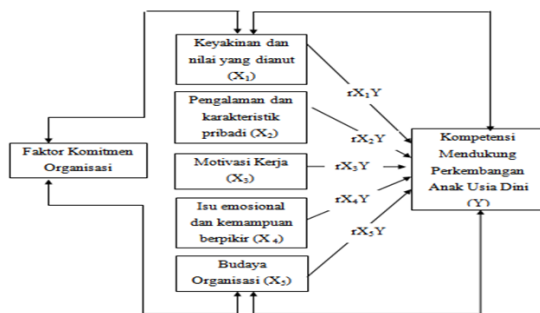 Keyakinan dan
nilai yang dianut
(X₁)
rX₁Y
Pengalaman dan
karakteristik
pribadi (X₂)
rX₂Y
Faktor Komitmen
Organisasi
Motivasi Kerja
(X₃)
rX₃Y
Kompetensi
Mendukung
Perkembangan
Anak Usia Dini
(Y)
Isu emosional
dan kemampuan
berpikir (X₄)
rX₄Y
Budaya
Organisasi (X₅)
rX₅Y